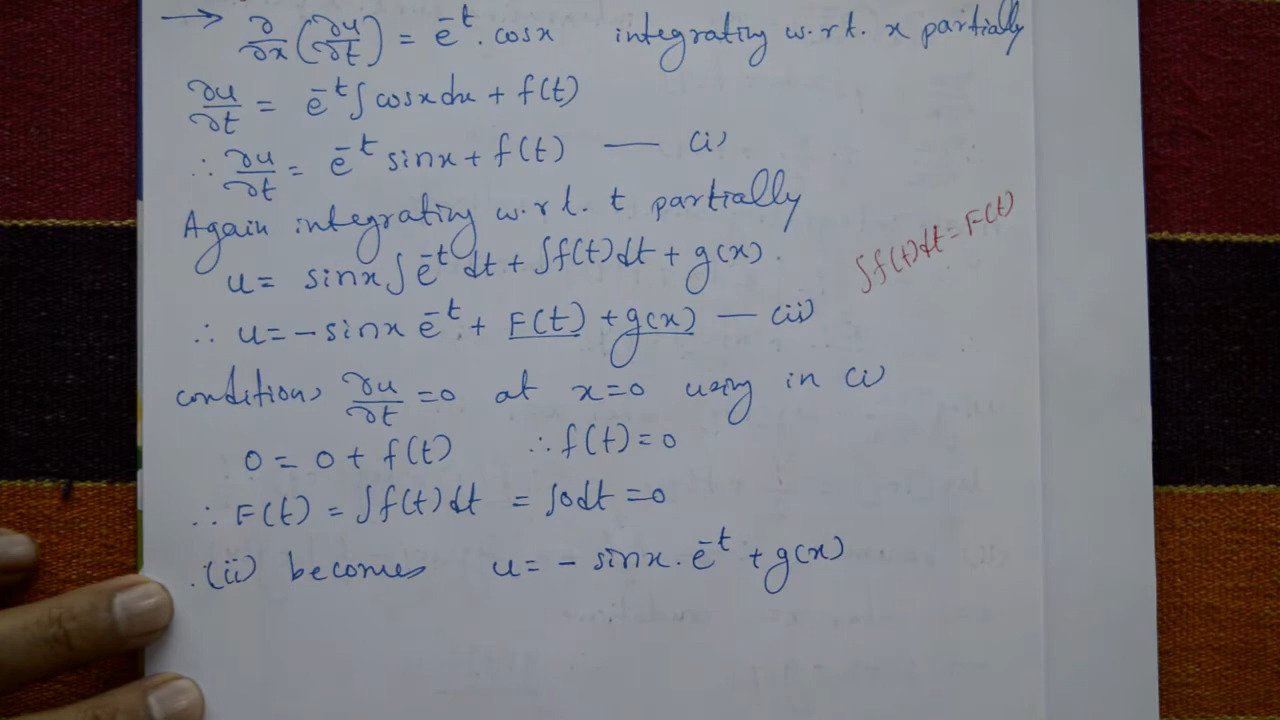 → ∂/∂x (∂u/∂t) = e^-t . cosx integrating w.r.t. x partially
∂u/∂t = e^-t ∫ cosx dx + f(t)
∴ ∂u/∂t = e^-t sinx + f(t) — (i)
Again integrating w.r.t. t partially
u = sinx ∫ e^-t dt + ∫f(t) dt + g(x).
∫f(t) dt = F(t)
∴ u = - sinx e^-t + F(t) + g(x) — (ii)
conditions ∂u/∂t = 0 at x=0 using in (i)
0 = 0 + f(t) ∴ f(t) = 0
∴ F(t) = ∫f(t) dt = ∫0dt = 0
. (ii) becomes u = - sinx . e^-t + g(x)